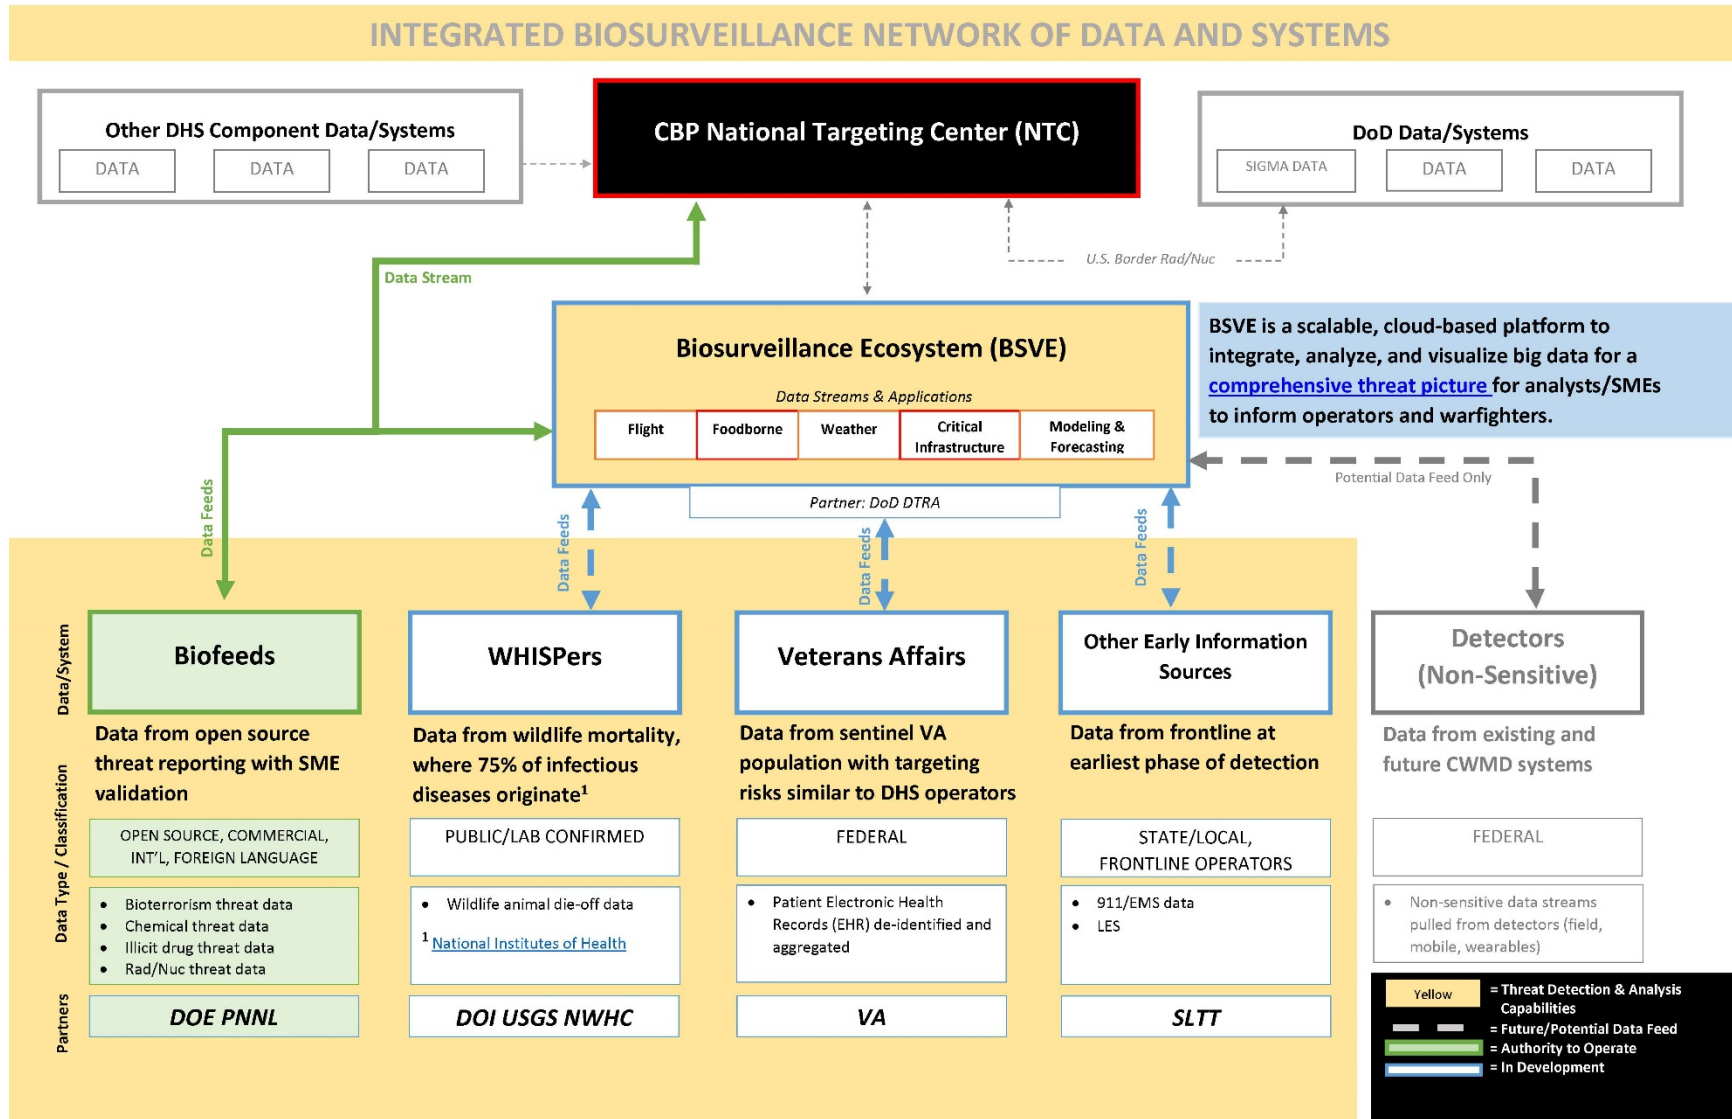 INTEGRATED BIOSURVEILLANCE NETWORK OF DATA AND SYSTEMS
Other DHS Component Data/Systems
DATA
DATA
DATA
CBP National Targeting Center (NTC)
DoD Data/Systems
SIGMA DATA
DATA
DATA
Data Stream
U.S. Border Rad/Nuc
Biosurveillance Ecosystem (BSVE)
Data Streams & Applications
Flight
Foodborne
Weather
Critical
Infrastructure
Modeling &
Forecasting
Partner: DoD DTRA
BSVE is a scalable, cloud-based platform to
integrate, analyze, and visualize big data for a
comprehensive threat picture for analysts/SMEs
to inform operators and warfighters.
Potential Data Feed Only
Data Feeds
Data Feeds
Data Feeds
Data Feeds
Data/System
Biofeeds
WHISPers
Veterans Affairs
Other Early Information
Sources
Detectors
(Non-Sensitive)
Data from open source
threat reporting with SME
validation
Data from wildlife mortality,
where 75% of infectious
diseases originate¹
Data from sentinel VA
population with targeting
risks similar to DHS operators
Data from frontline at
earliest phase of detection
Data from existing and
future CWMD systems
Data Type / Classification
OPEN SOURCE, COMMERCIAL,
INT'L, FOREIGN LANGUAGE
PUBLIC/LAB CONFIRMED
FEDERAL
STATE/LOCAL,
FRONTLINE OPERATORS
FEDERAL
• Bioterrorism threat data
• Chemical threat data
• Illicit drug threat data
• Rad/Nuc threat data
• Wildlife animal die-off data
¹ National Institutes of Health
• Patient Electronic Health
Records (EHR) de-identified and
aggregated
• 911/EMS data
• LES
• Non-sensitive data streams
pulled from detectors (field,
mobile, wearables)
Partners
DOE PNNL
DOI USGS NWHC
VA
SLTT
Yellow
= Threat Detection & Analysis
Capabilities
= Future/Potential Data Feed
= Authority to Operate
= In Development